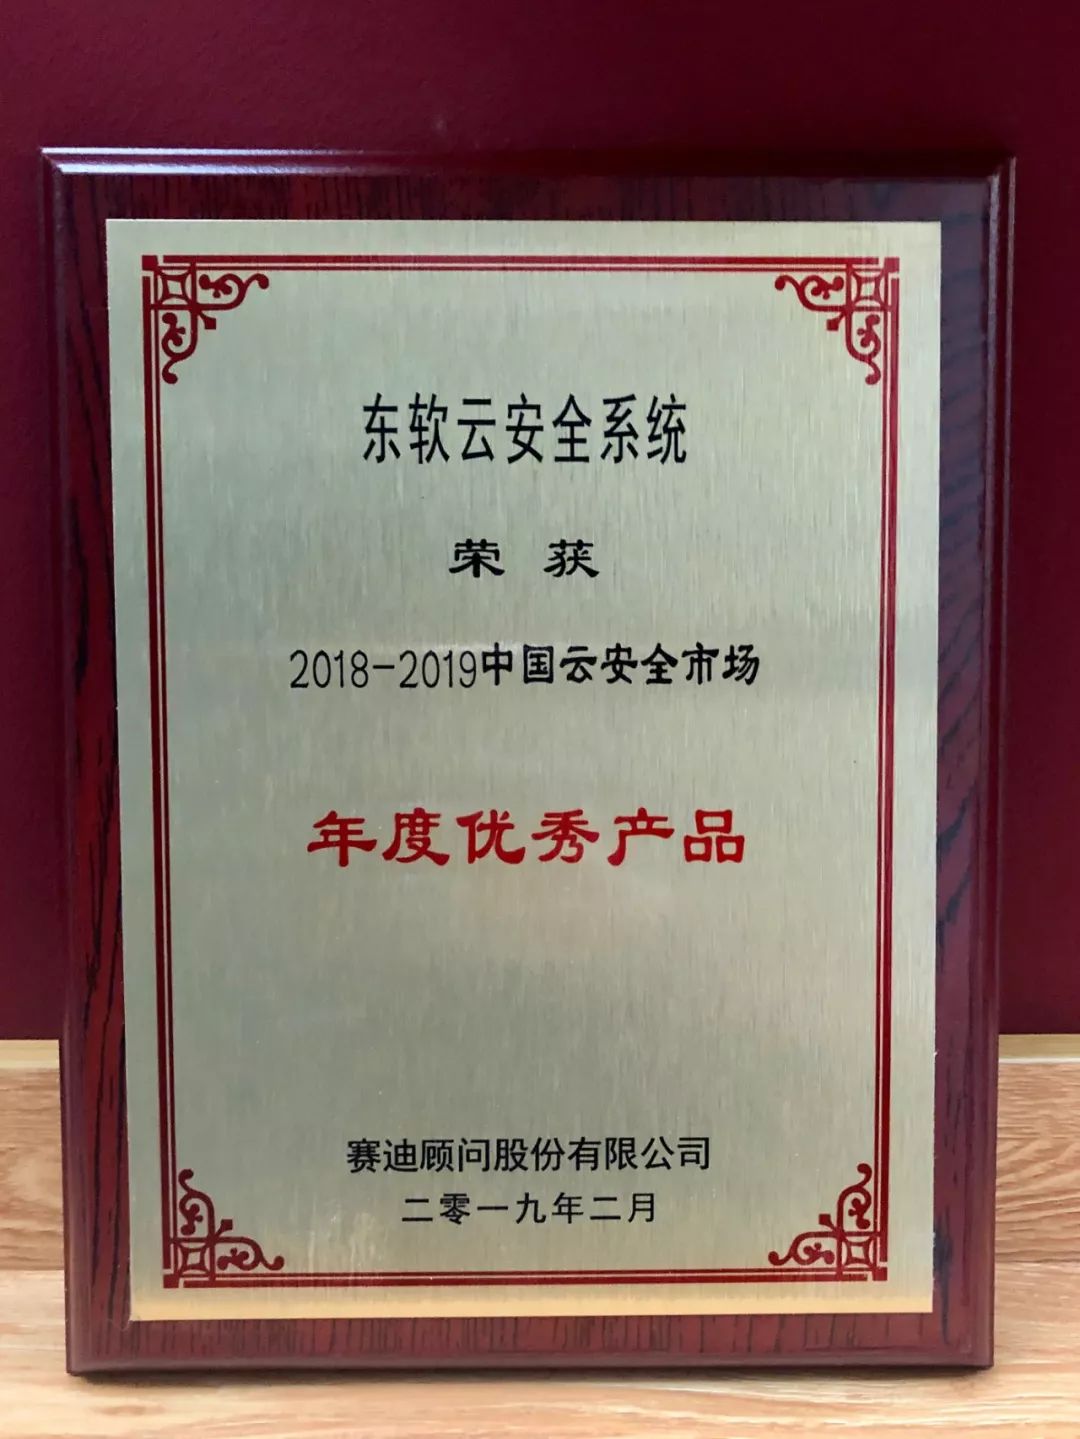 东软云安全系统
荣 获
2018-2019中国云安全市场
年度优秀产品
赛迪顾问股份有限公司
二零一九年二月